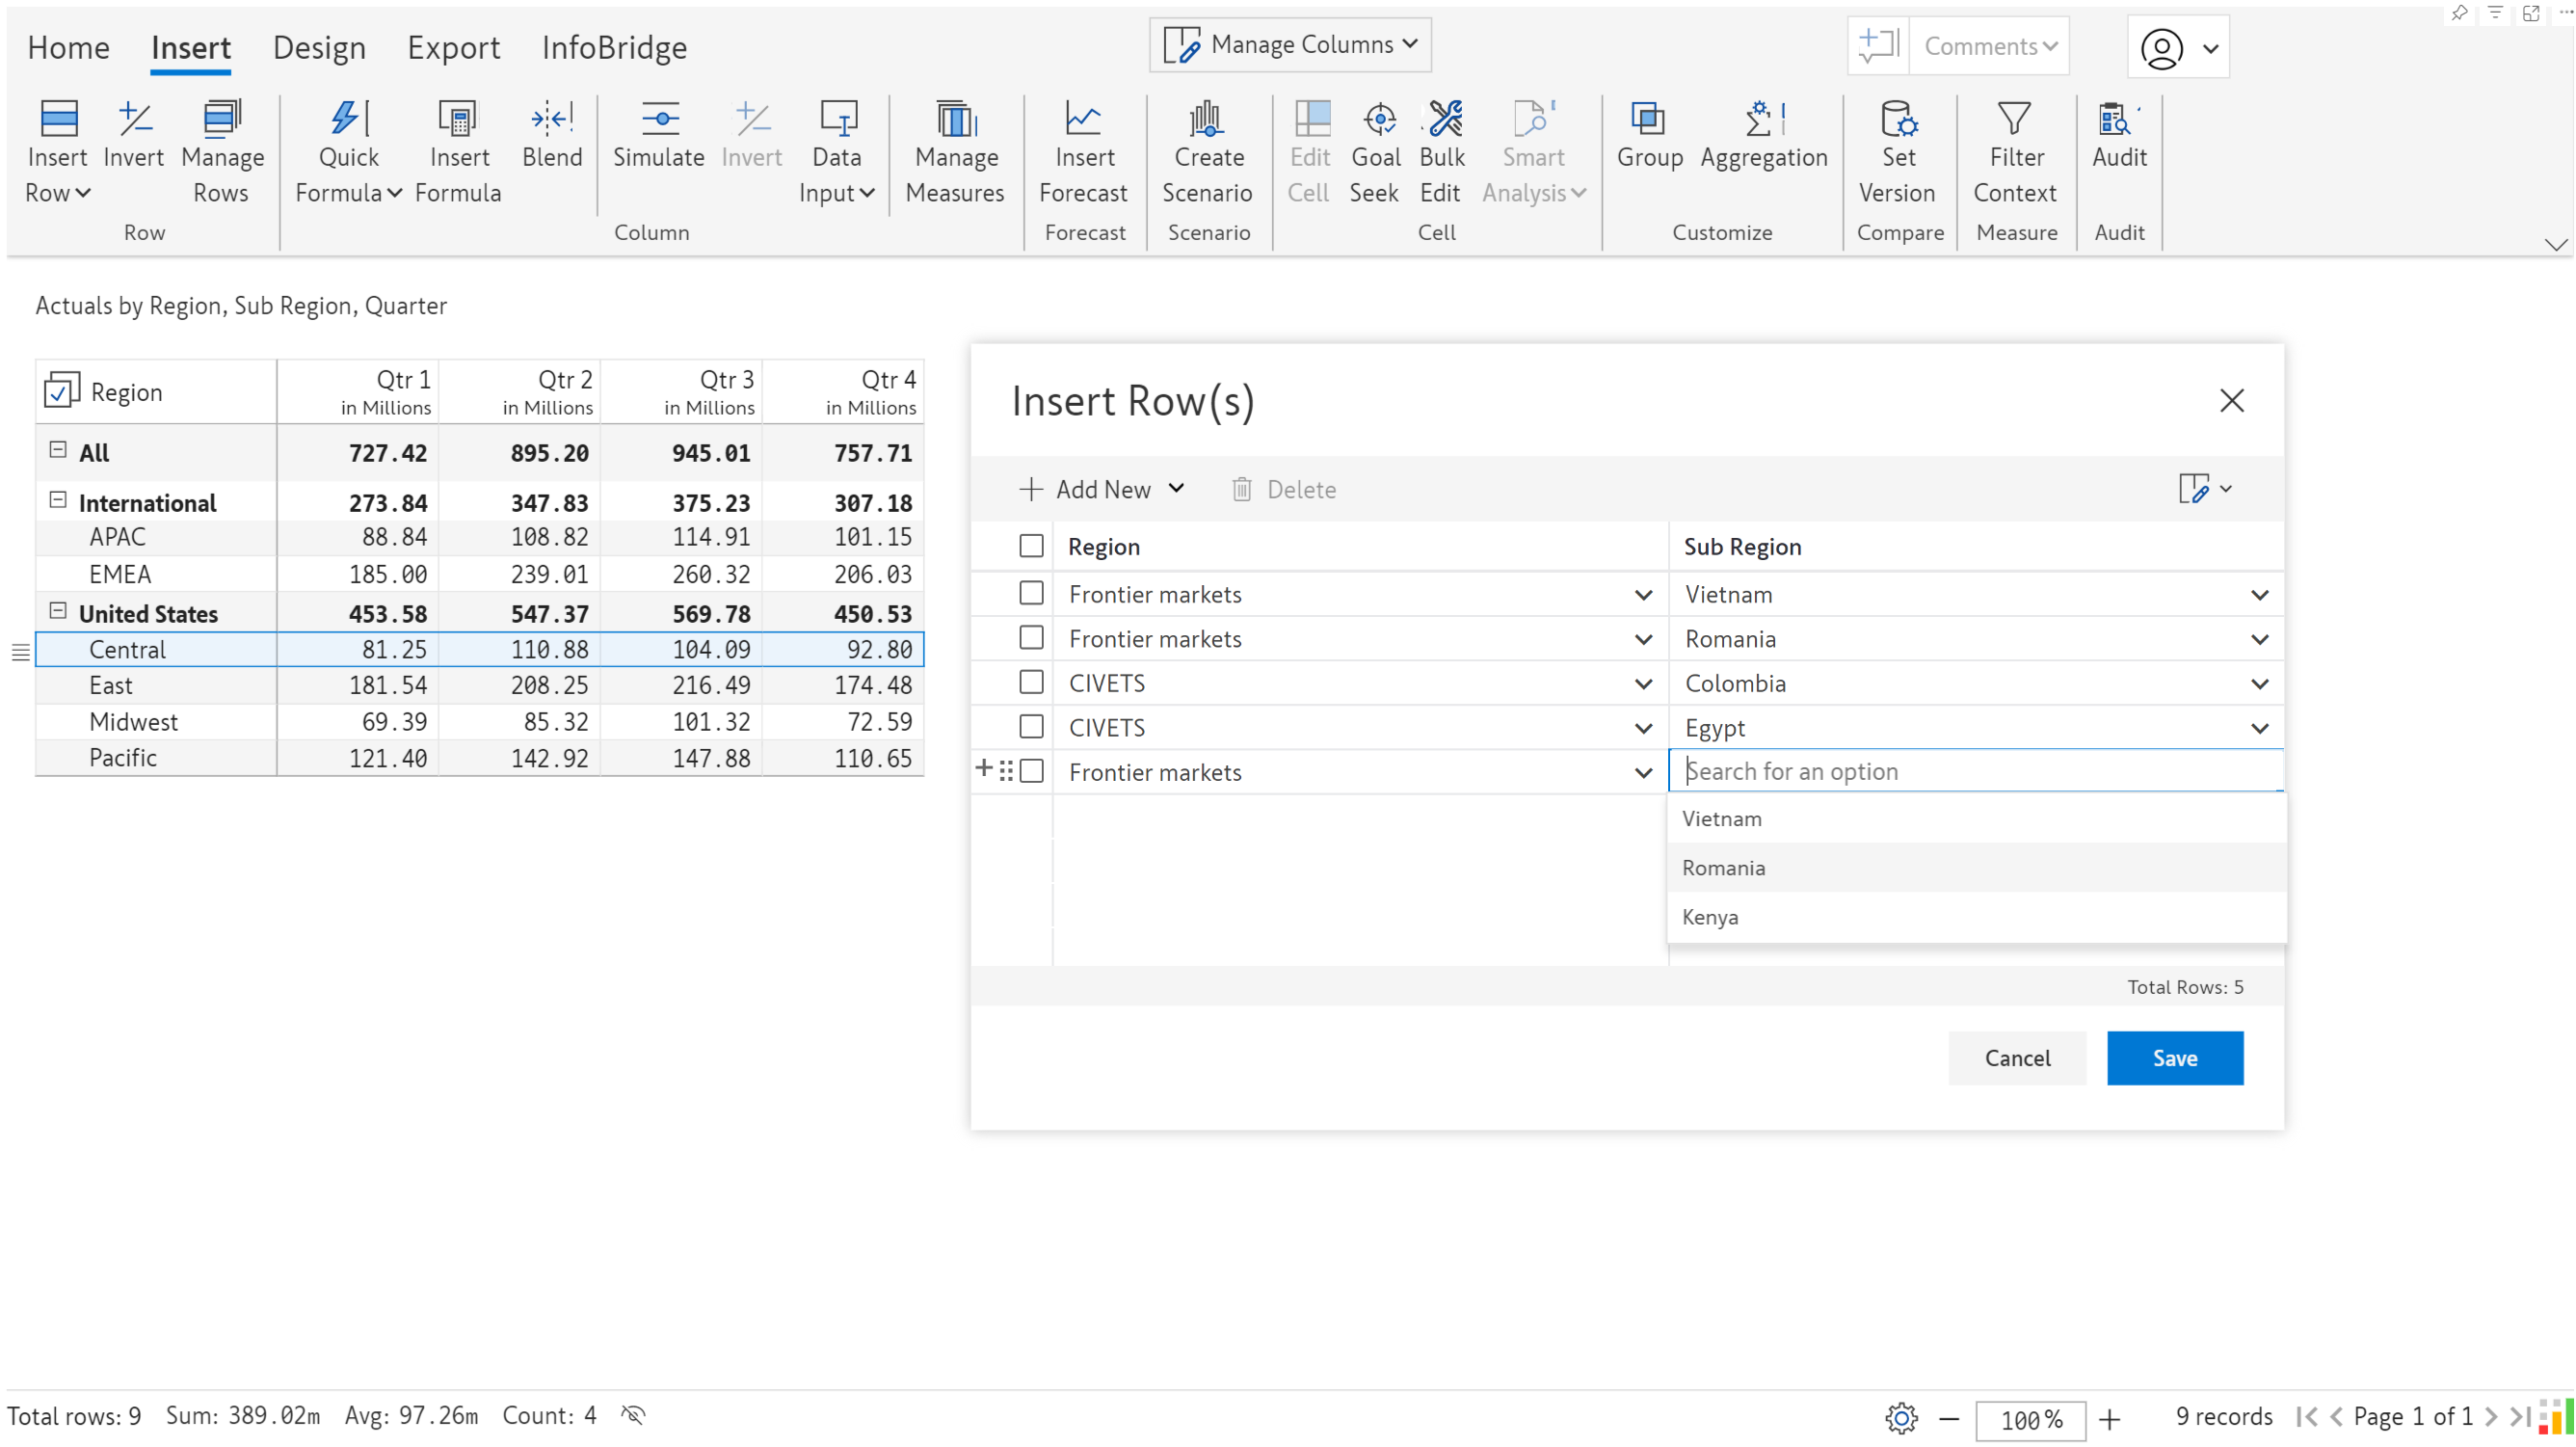 Home Insert Design Export InfoBridge Manage Columns Comments
Insert Row Invert Manage Rows Quick Formula Insert Formula Blend Simulate Invert Data Input Manage Measures Insert Forecast Create Scenario Edit Cell Goal Seek Bulk Edit Smart Analysis Group Aggregation Set Version Filter Context Audit
Row Column Forecast Scenario Cell Customize Compare Measure Audit
Actuals by Region, Sub Region, Quarter
Region Qtr 1 Qtr 2 Qtr 3 Qtr 4
in Millions in Millions in Millions in Millions
All 727.42 895.20 945.01 757.71
International 273.84 347.83 375.23 307.18
APAC 88.84 108.82 114.91 101.15
EMEA 185.00 239.01 260.32 206.03
United States 453.58 547.37 569.78 450.53
Central 81.25 110.88 104.09 92.80
East 181.54 208.25 216.49 174.48
Midwest 69.39 85.32 101.32 72.59
Pacific 121.40 142.92 147.88 110.65
Insert Row(s)
Add New Delete
Region Sub Region
Frontier markets Vietnam
Frontier markets Romania
CIVETS Colombia
CIVETS Egypt
Frontier markets Search for an option
Vietnam
Romania
Kenya
Total Rows: 5
Cancel Save
Total rows: 9 Sum: 389.02m Avg: 97.26m Count: 4 100% 9 records Page 1 of 1